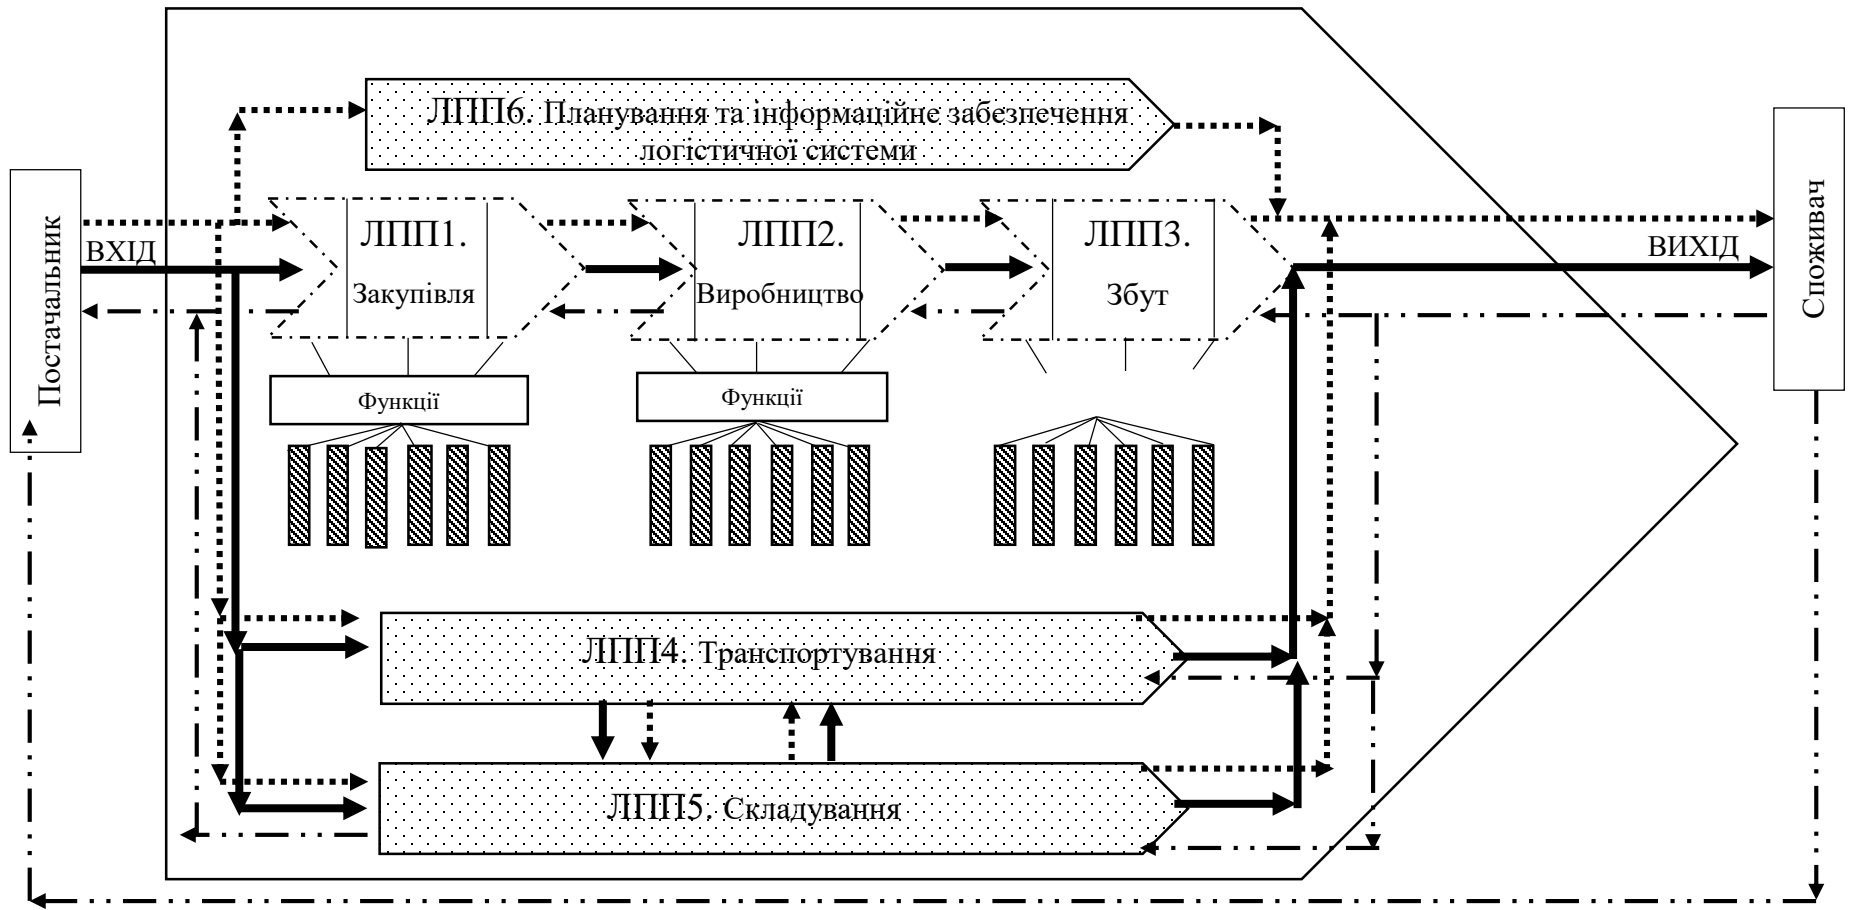 ЛПП6. Планування та інформаційне забезпечення
логістичної системи
Постачальник
ВХІД
ЛПП1.
Закупівля
ЛПП2.
Виробництво
ЛПП3.
Збут
ВИХІД
Споживач
Функції
Функції
ЛПП4. Транспортування
ЛПП5. Складування